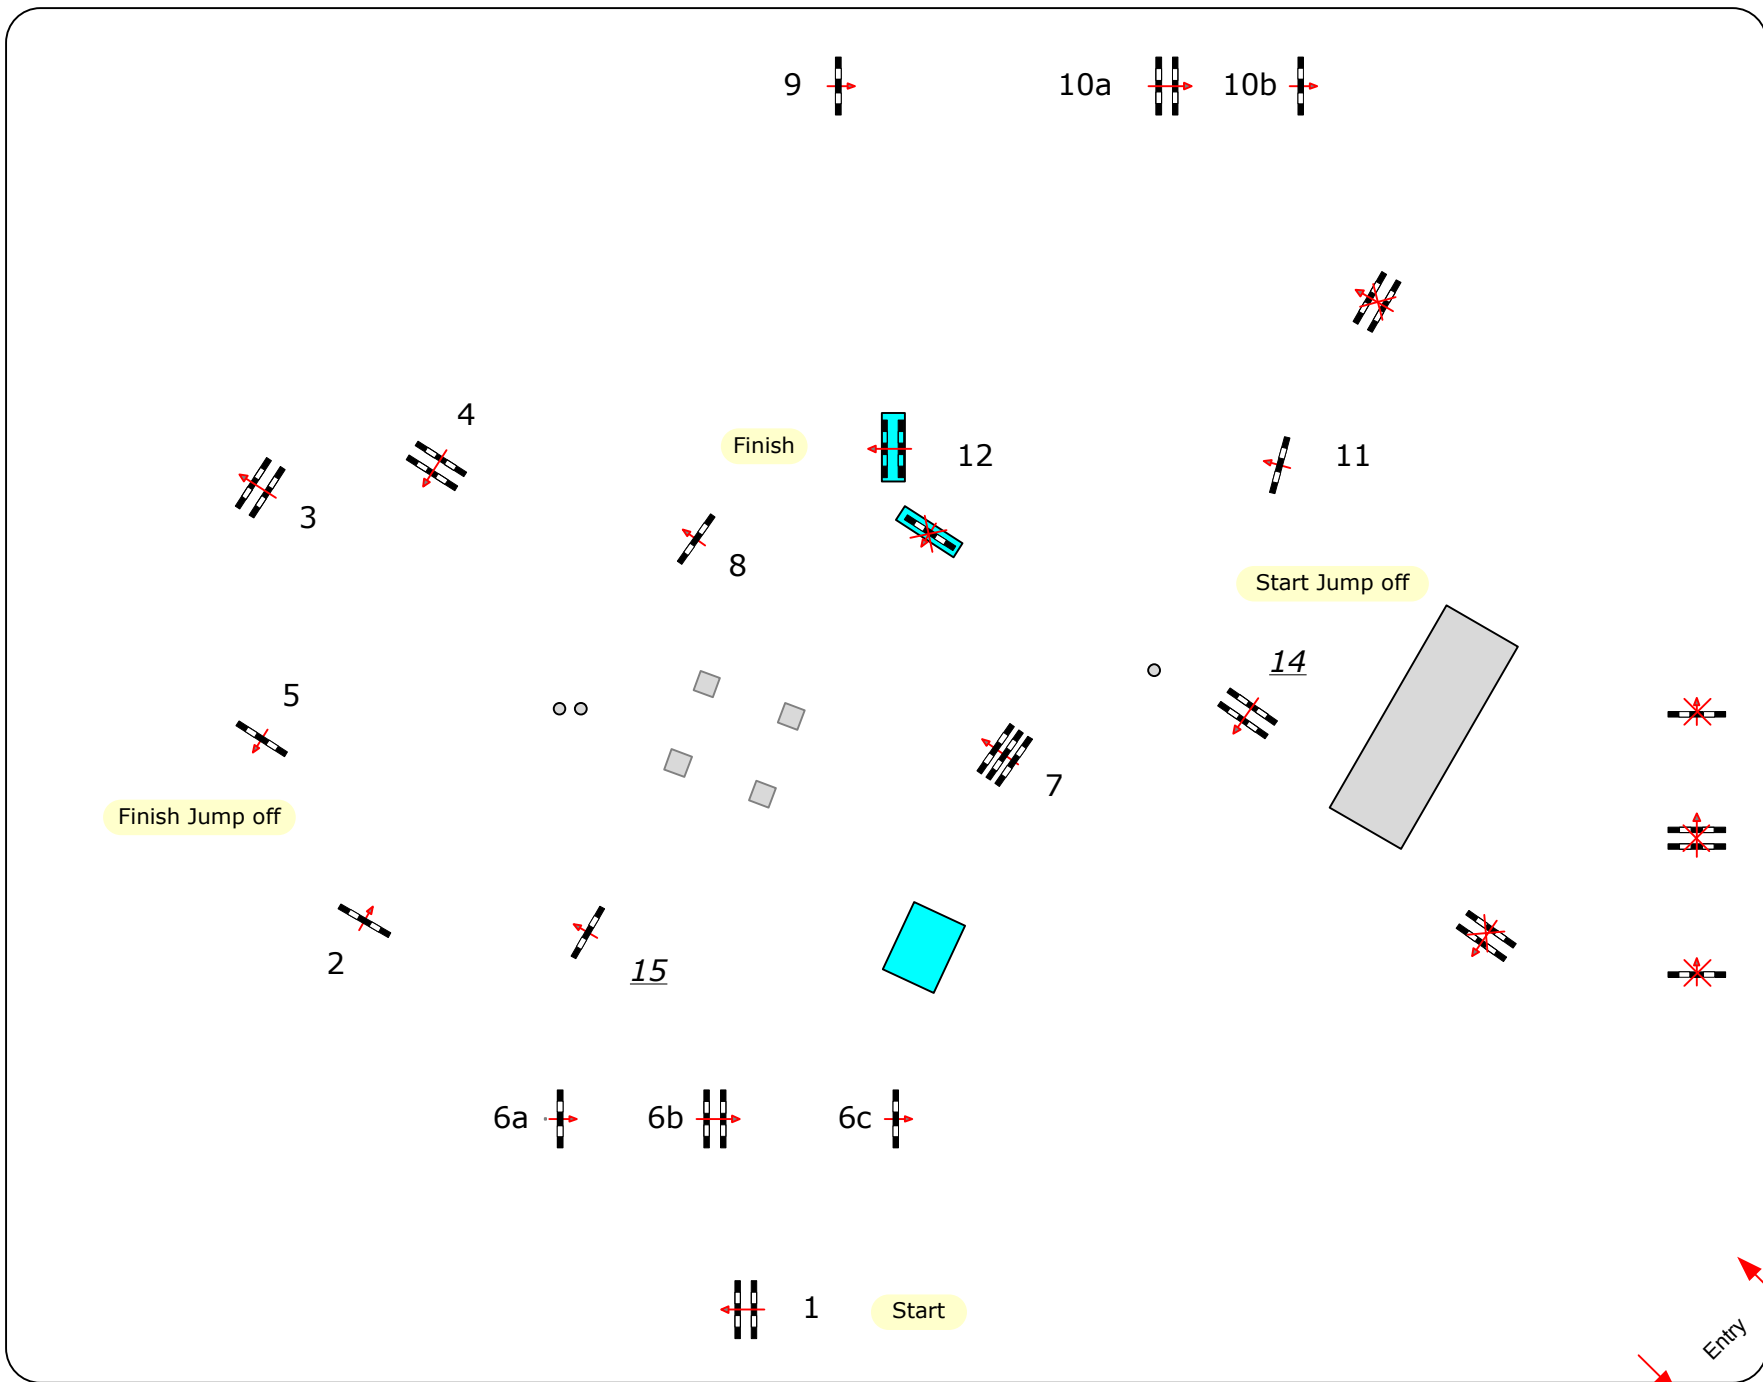 9
10a
10b
4
Finish
12
11
3
8
Start Jump off
14
5
7
Finish Jump off
2
15
6a
6b
6c
1
Start
Entry